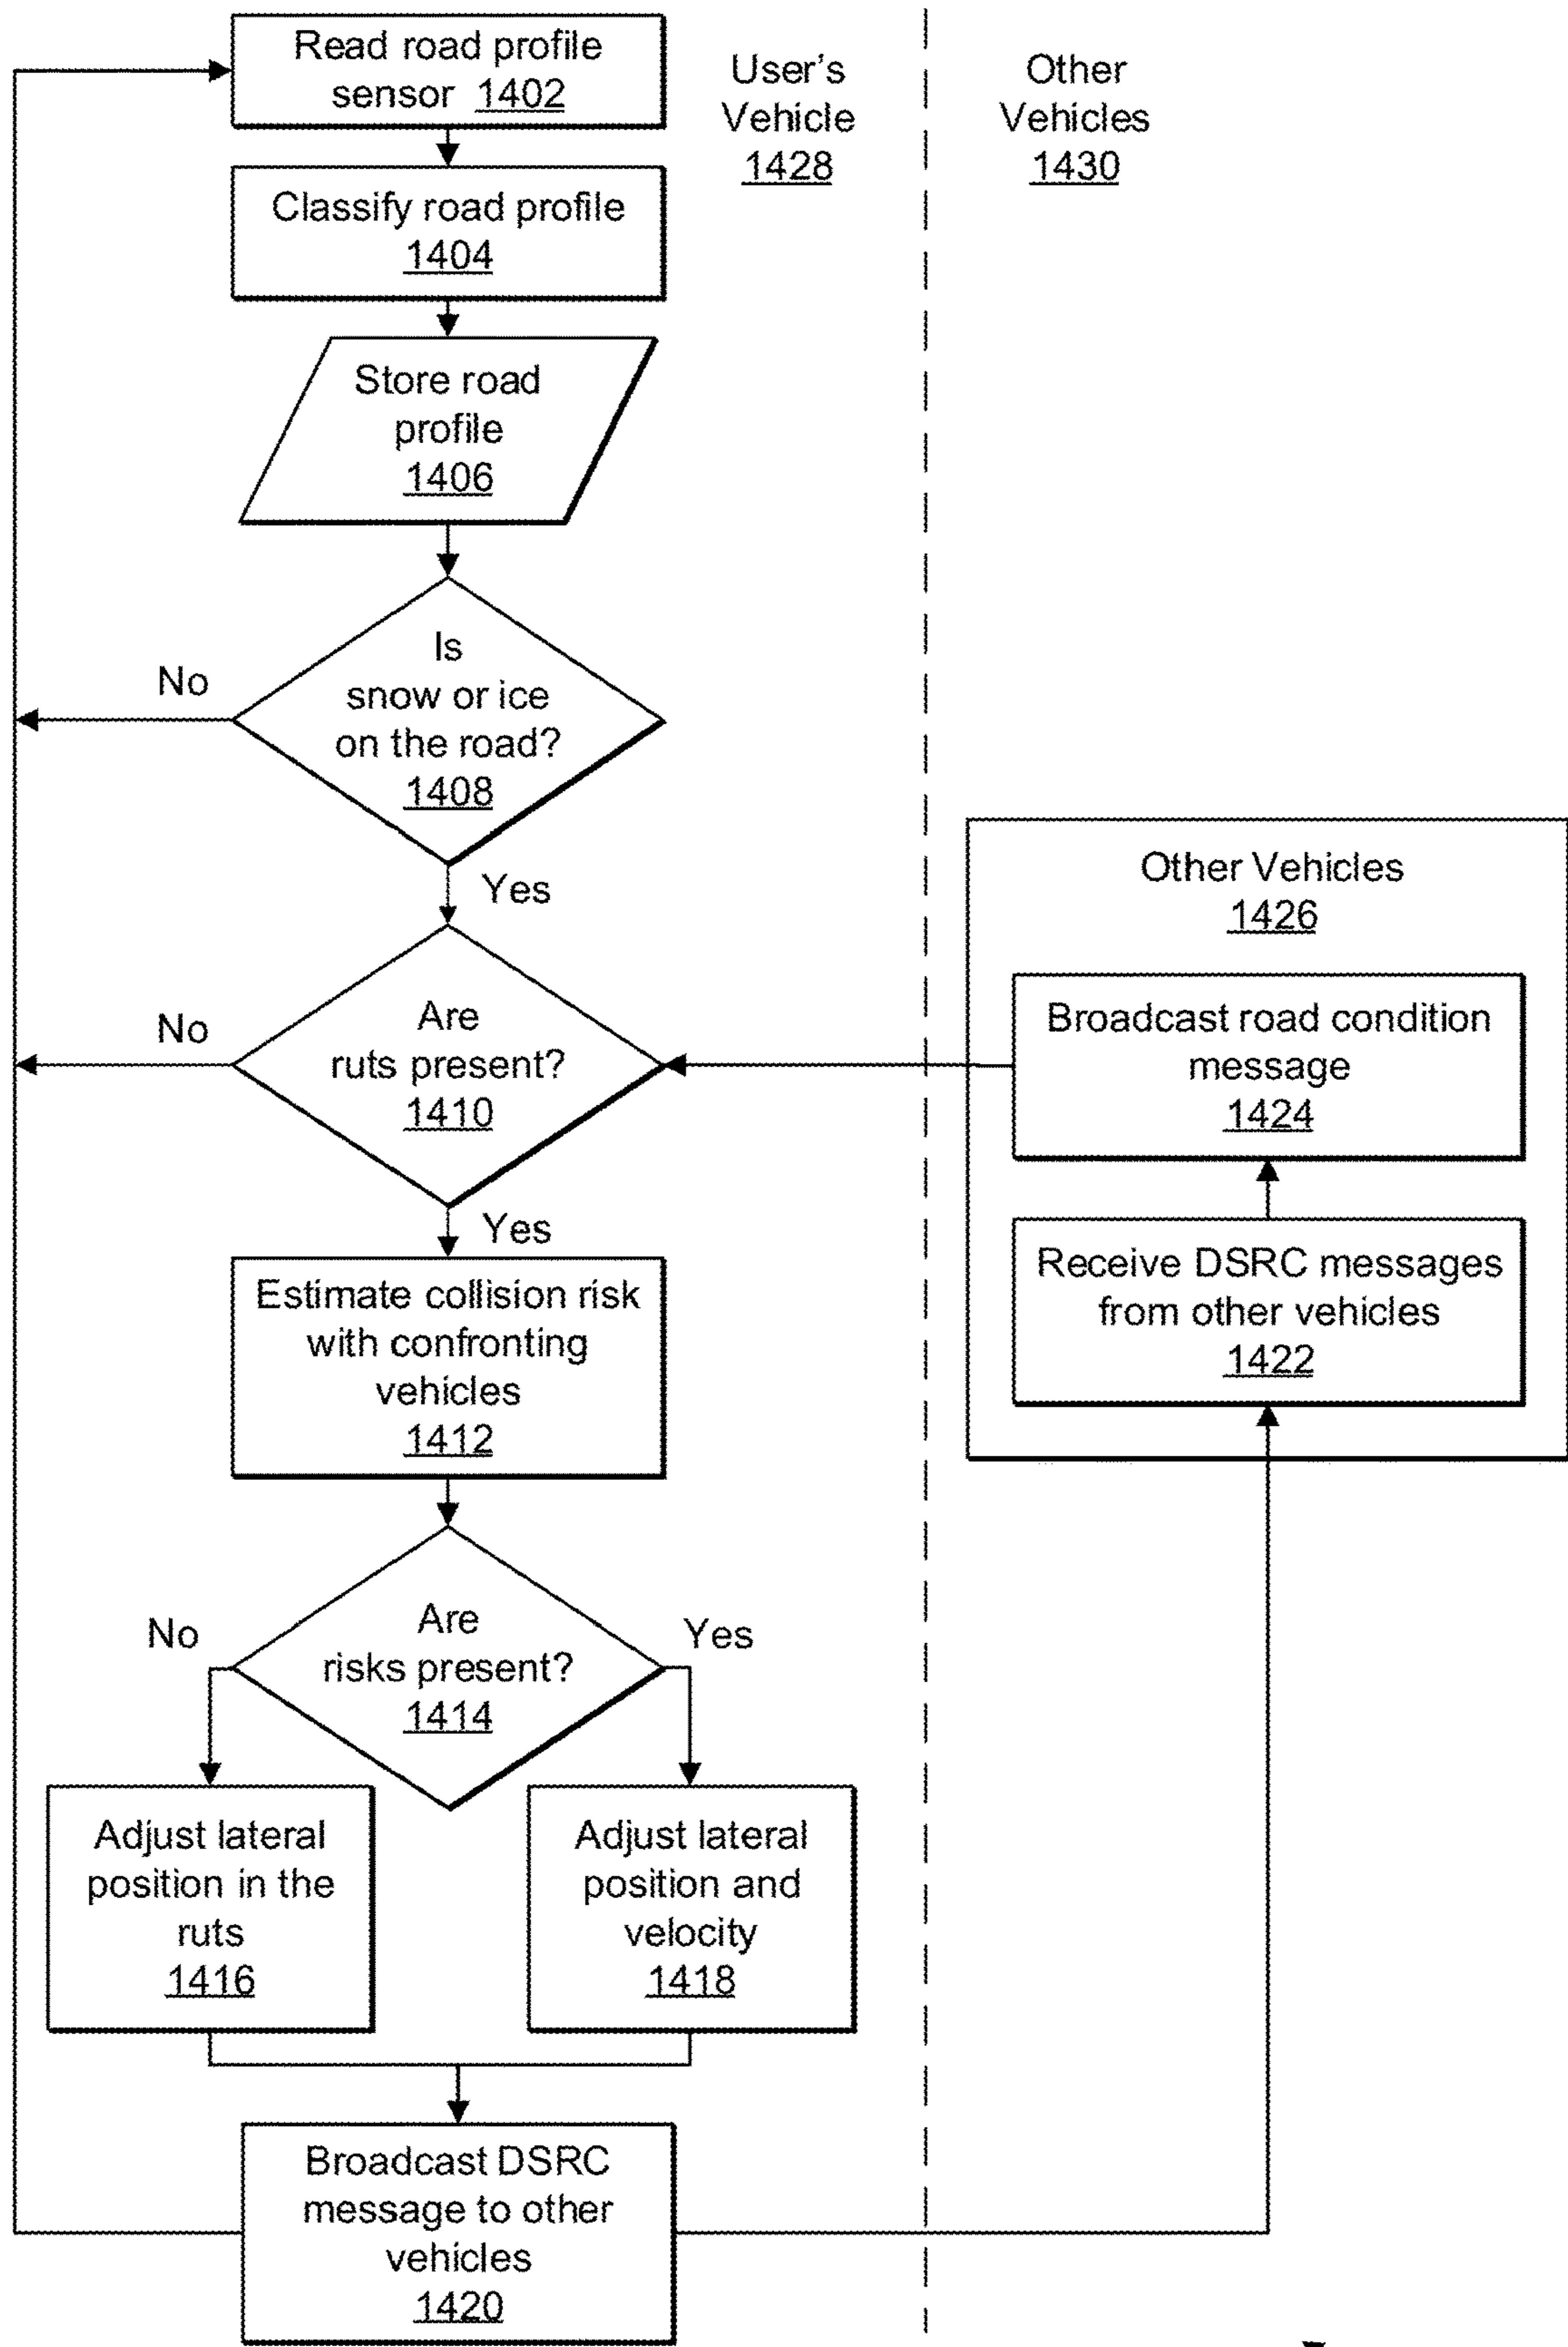 Read road profile
sensor 1402
User's
Vehicle
1428
Other
Vehicles
1430
Classify road profile
1404
Store road
profile
1406
Is
snow or ice
on the road?
1408
No
Yes
Other Vehicles
1426
Broadcast road condition
message
1424
Receive DSRC messages
from other vehicles
1422
Are
ruts present?
1410
No
Yes
Estimate collision risk
with confronting
vehicles
1412
Are
risks present?
1414
No
Yes
Adjust lateral
position in the
ruts
1416
Adjust lateral
position and
velocity
1418
Broadcast DSRC
message to other
vehicles
1420